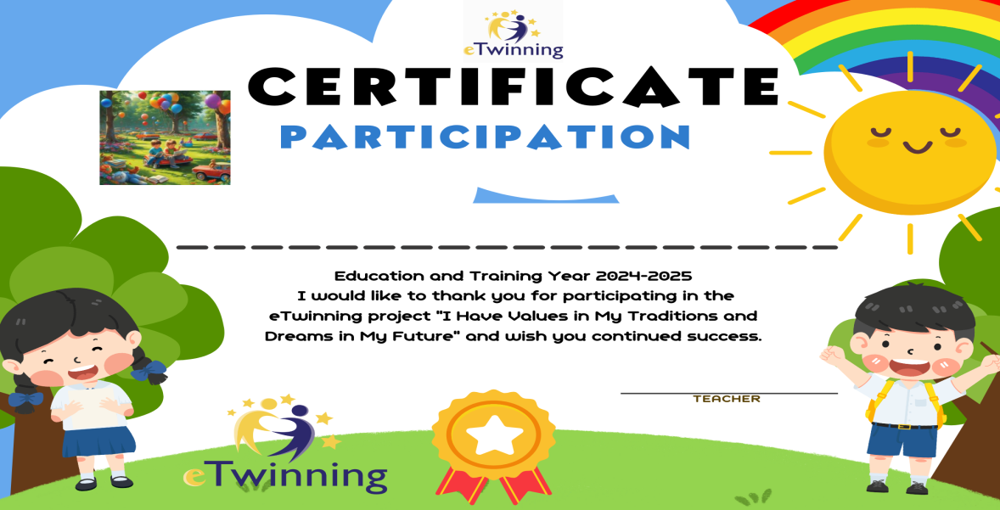 eTwinning
CERTIFICATE
PARTICIPATION
Education and Training Year 2024-2025
I would like to thank you for participating in the
eTwinning project "I Have Values in My Traditions and
Dreams in My Future" and wish you continued success.
TEACHER
eTwinning